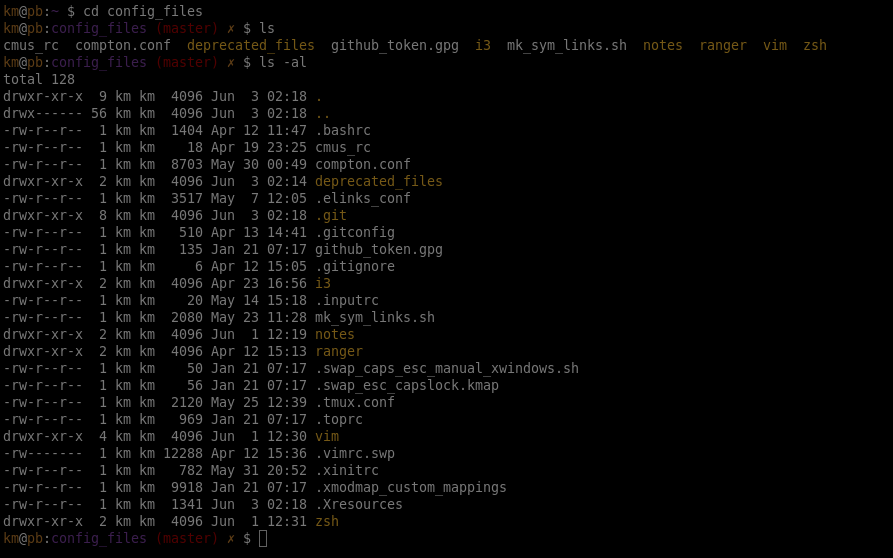 km@pb:~ $ cd config_files
km@pb:config_files (master) ✗ $ ls
cmus_rc  compton.conf  deprecated_files  github_token.gpg  i3  mk_sym_links.sh  notes  ranger  vim  zsh
km@pb:config_files (master) ✗ $ ls -al
total 128
drwxr-xr-x  9 km km  4096 Jun  3 02:18 .
drwx------ 56 km km  4096 Jun  3 02:18 ..
-rw-r--r--  1 km km  1404 Apr 12 11:47 .bashrc
-rw-r--r--  1 km km    18 Apr 19 23:25 cmus_rc
-rw-r--r--  1 km km  8703 May 30 00:49 compton.conf
drwxr-xr-x  2 km km  4096 Jun  3 02:14 deprecated_files
-rw-r--r--  1 km km  3517 May  7 12:05 .elinks_conf
drwxr-xr-x  8 km km  4096 Jun  3 02:18 .git
-rw-r--r--  1 km km   510 Apr 13 14:41 .gitconfig
-rw-r--r--  1 km km   135 Jan 21 07:17 github_token.gpg
-rw-r--r--  1 km km     6 Apr 12 15:05 .gitignore
drwxr-xr-x  2 km km  4096 Apr 23 16:56 i3
-rw-r--r--  1 km km    20 May 14 15:18 .inputrc
-rw-r--r--  1 km km  2080 May 23 11:28 mk_sym_links.sh
drwxr-xr-x  2 km km  4096 Jun  1 12:19 notes
drwxr-xr-x  2 km km  4096 Apr 12 15:13 ranger
-rw-r--r--  1 km km    50 Jan 21 07:17 .swap_caps_esc_manual_xwindows.sh
-rw-r--r--  1 km km    56 Jan 21 07:17 .swap_esc_capslock.kmap
-rw-r--r--  1 km km  2120 May 25 12:39 .tmux.conf
-rw-r--r--  1 km km   969 Jan 21 07:17 .toprc
drwxr-xr-x  4 km km  4096 Jun  1 12:30 vim
-rw-------  1 km km 12288 Apr 12 15:36 .vimrc.swp
-rw-r--r--  1 km km   782 May 31 20:52 .xinitrc
-rw-r--r--  1 km km  9918 Jan 21 07:17 .xmodmap_custom_mappings
-rw-r--r--  1 km km  1341 Jun  3 02:18 .Xresources
drwxr-xr-x  2 km km  4096 Jun  1 12:31 zsh
km@pb:config_files (master) ✗ $